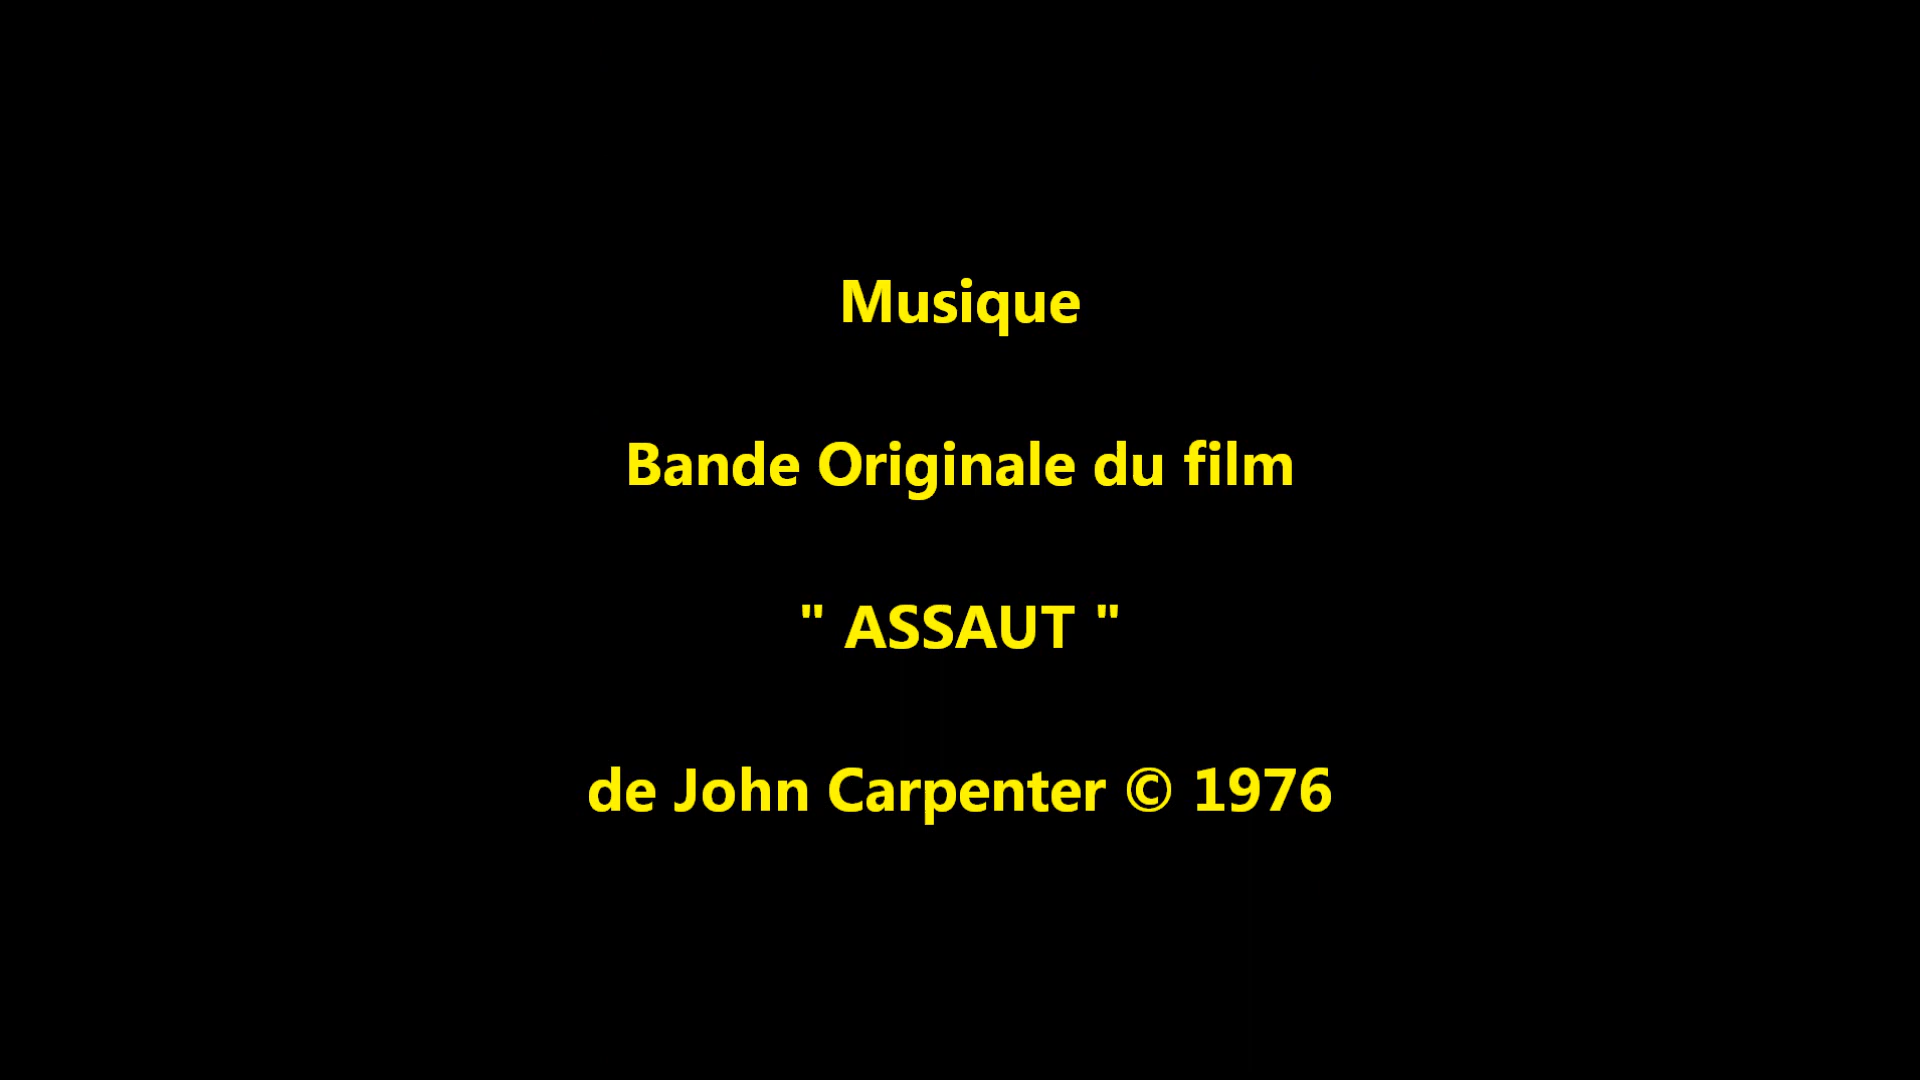 Musique
Bande Originale du film
" ASSAUT "
de John Carpenter © 1976